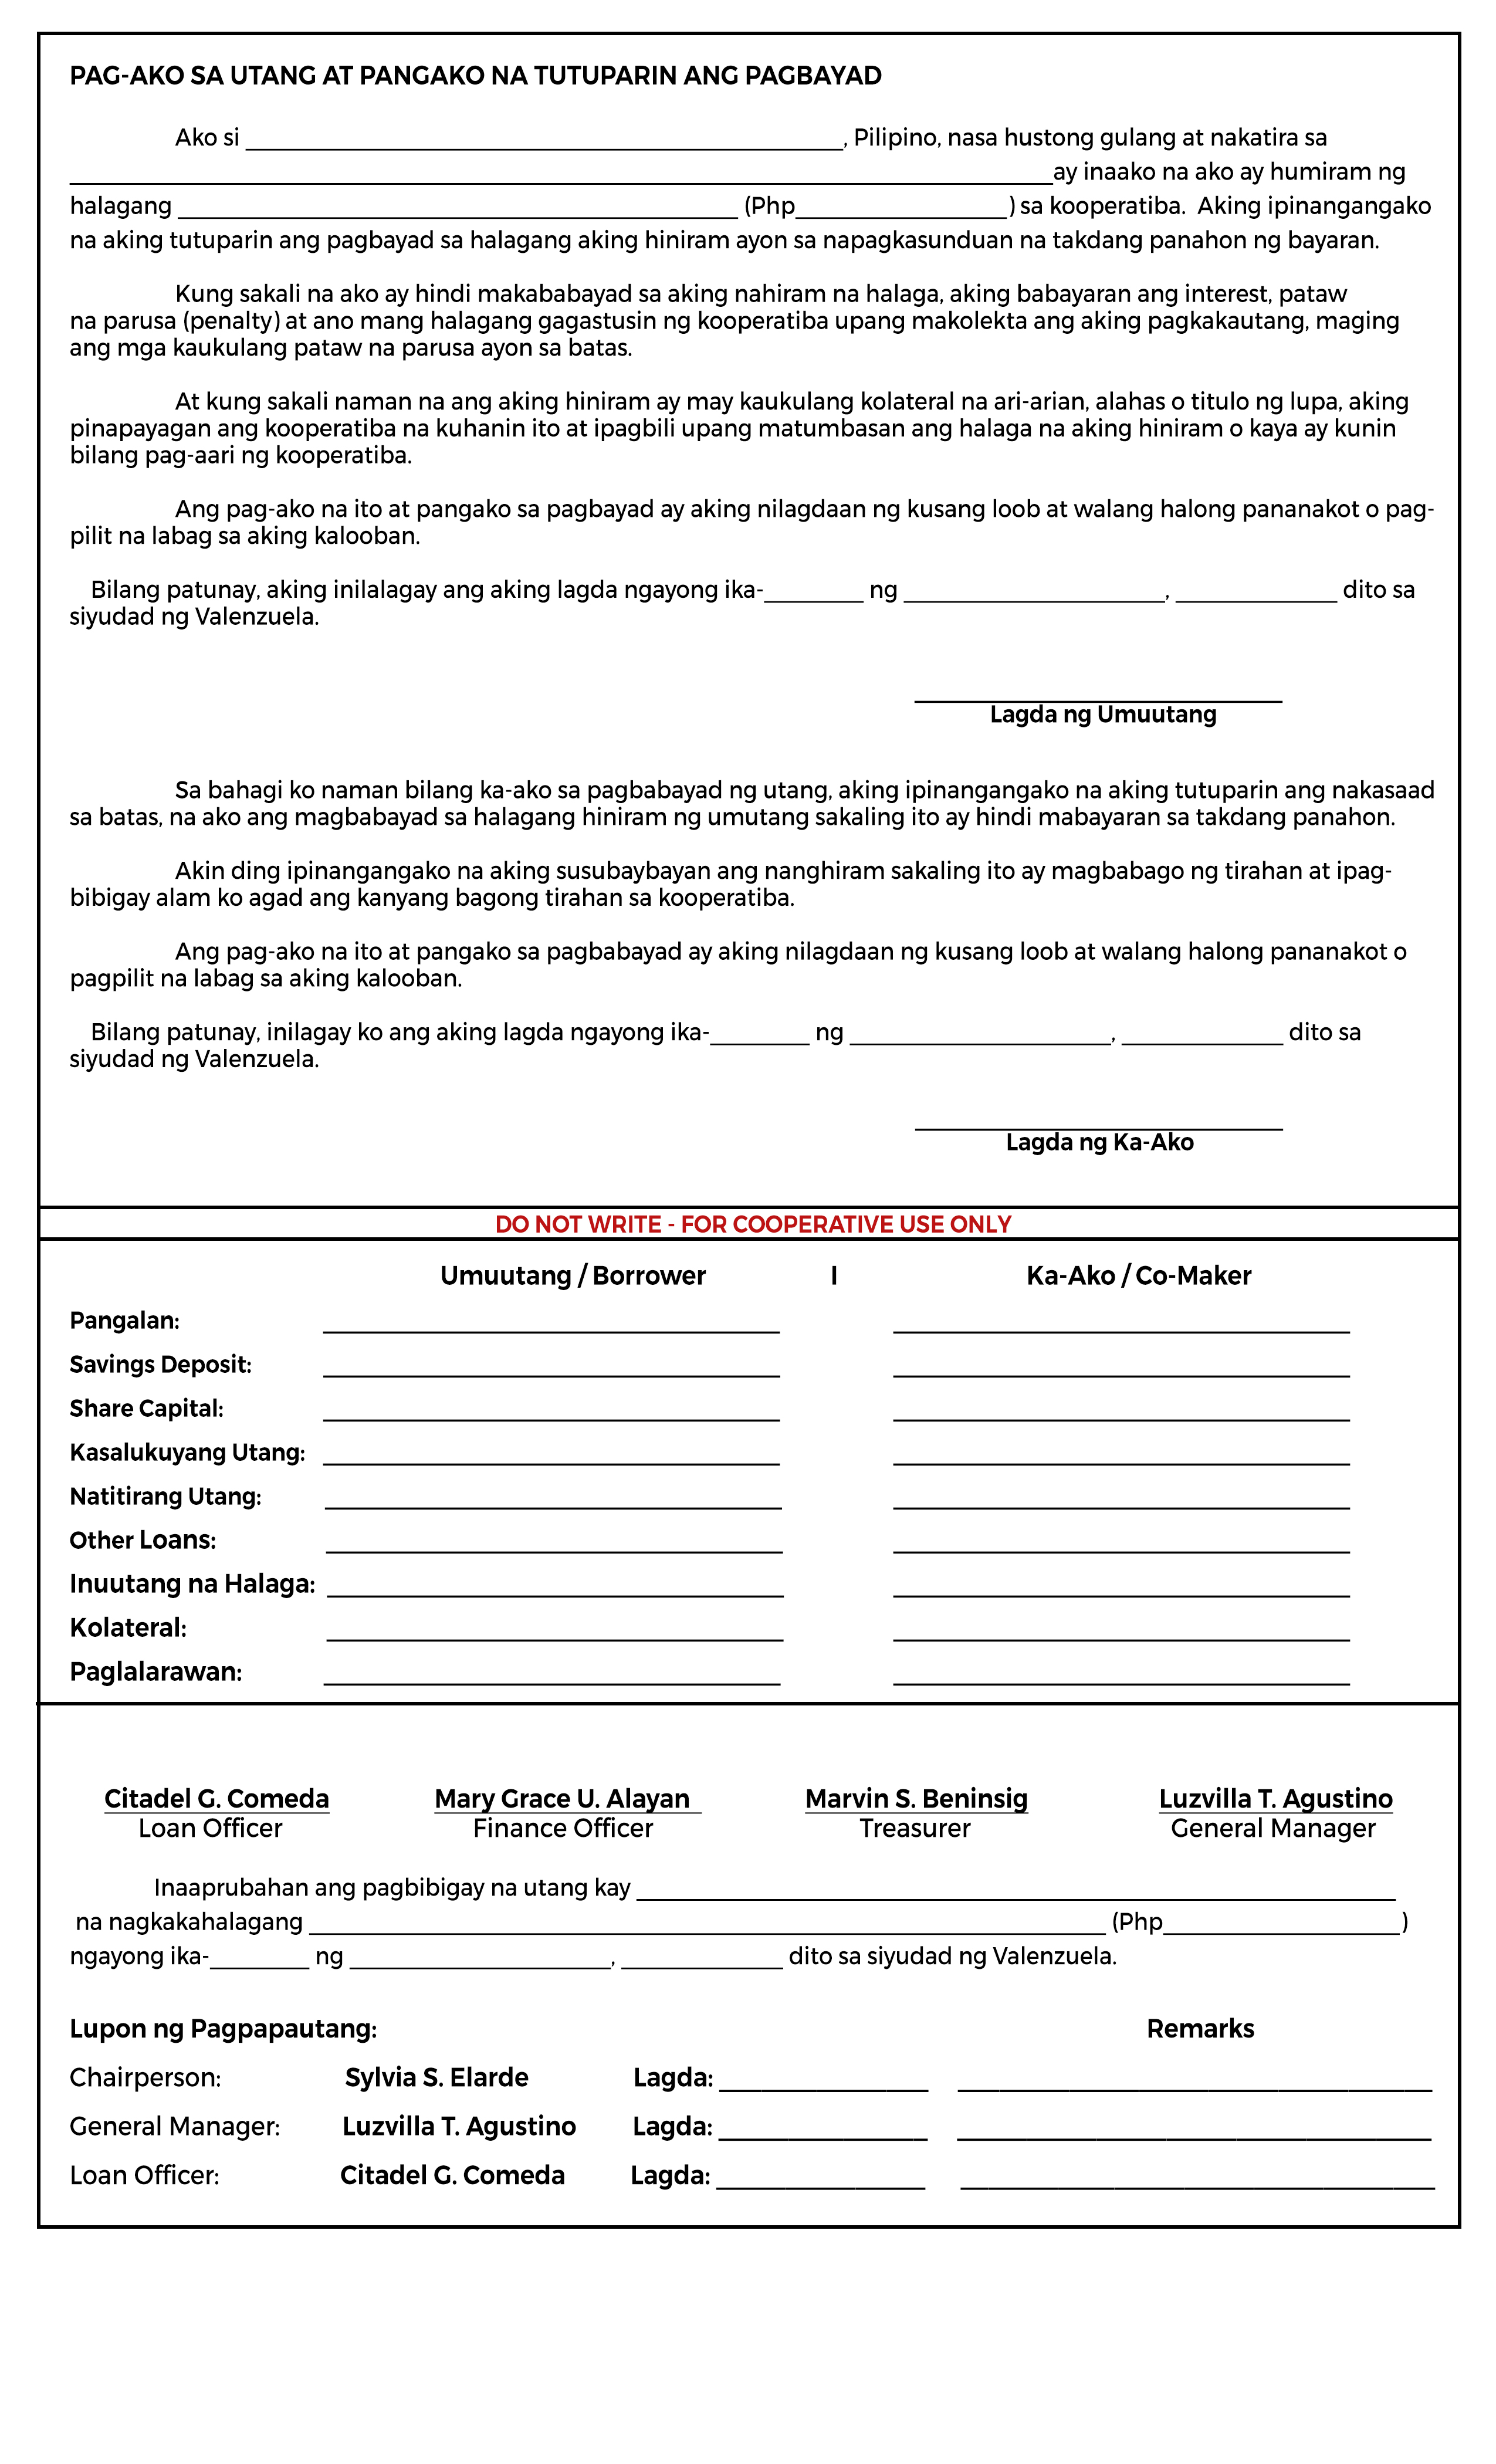 PAG-AKO SA UTANG AT PANGAKO NA TUTUPARIN ANG PAGBAYAD
Ako si ____________________, Pilipino, nasa hustong gulang at nakatira sa
____________________ay inaako na ako ay humiram ng
halagang ____________________ (Php__________) sa kooperatiba. Aking ipinangangako
na aking tutuparin ang pagbayad sa halagang aking hiniram ayon sa napagkasunduan na takdang panahon ng bayaran.
Kung sakali na ako ay hindi makababayad sa aking nahiram na halaga, aking babayaran ang interest, pataw
na parusa (penalty) at ano mang halagang gagastusin ng kooperatiba upang makolekta ang aking pagkakautang, maging
ang mga kaukulang pataw na parusa ayon sa batas.
At kung sakali naman na ang aking hiniram ay may kaukulang kolateral na ari-arian, alahas o titulo ng lupa, aking
pinapayagan ang kooperatiba na kuhanin ito at ipagbili upang matumbasan ang halaga na aking hiniram o kaya ay kunin
bilang pag-aari ng kooperatiba.
Ang pag-ako na ito at pangako sa pagbayad ay aking nilagdaan ng kusang loob at walang halong pananakot o pag-
pilit na labag sa aking kalooban.
Bilang patunay, aking inilalagay ang aking lagda ngayong ika-________ ng ____________________, ____________ dito sa
siyudad ng Valenzuela.
Lagda ng Umuutang
Sa bahagi ko naman bilang ka-ako sa pagbabayad ng utang, aking ipinangangako na aking tutuparin ang nakasaad
sa batas, na ako ang magbabayad sa halagang hiniram ng umutang sakaling ito ay hindi mabayaran sa takdang panahon.
Akin ding ipinangangako na aking susubaybayan ang nanghiram sakaling ito ay magbabago ng tirahan at ipag-
bibigay alam ko agad ang kanyang bagong tirahan sa kooperatiba.
Ang pag-ako na ito at pangako sa pagbabayad ay aking nilagdaan ng kusang loob at walang halong pananakot o
pagpilit na labag sa aking kalooban.
Bilang patunay, inilagay ko ang aking lagda ngayong ika-________ ng ____________________, ____________ dito sa
siyudad ng Valenzuela.
Lagda ng Ka-Ako
DO NOT WRITE - FOR COOPERATIVE USE ONLY
Umuutang / Borrower I Ka-Ako / Co-Maker
Pangalan:
Savings Deposit:
Share Capital:
Kasalukuyang Utang:
Natitirang Utang:
Other Loans:
Inuutang na Halaga:
Kolateral:
Paglalarawan:
Citadel G. Comeda Mary Grace U. Alayan Marvin S. Beninsig Luzvilla T. Agustino
Loan Officer Finance Officer Treasurer General Manager
Inaaprubahan ang pagbibigay na utang kay ____________________
na nagkakahalagang ____________________ (Php____________)
ngayong ika-________ ng ____________________, ____________ dito sa siyudad ng Valenzuela.
Lupon ng Pagpapautang: Remarks
Chairperson: Sylvia S. Elarde Lagda: ____________ ____________________
General Manager: Luzvilla T. Agustino Lagda: ____________ ____________________
Loan Officer: Citadel G. Comeda Lagda: ____________ ____________________